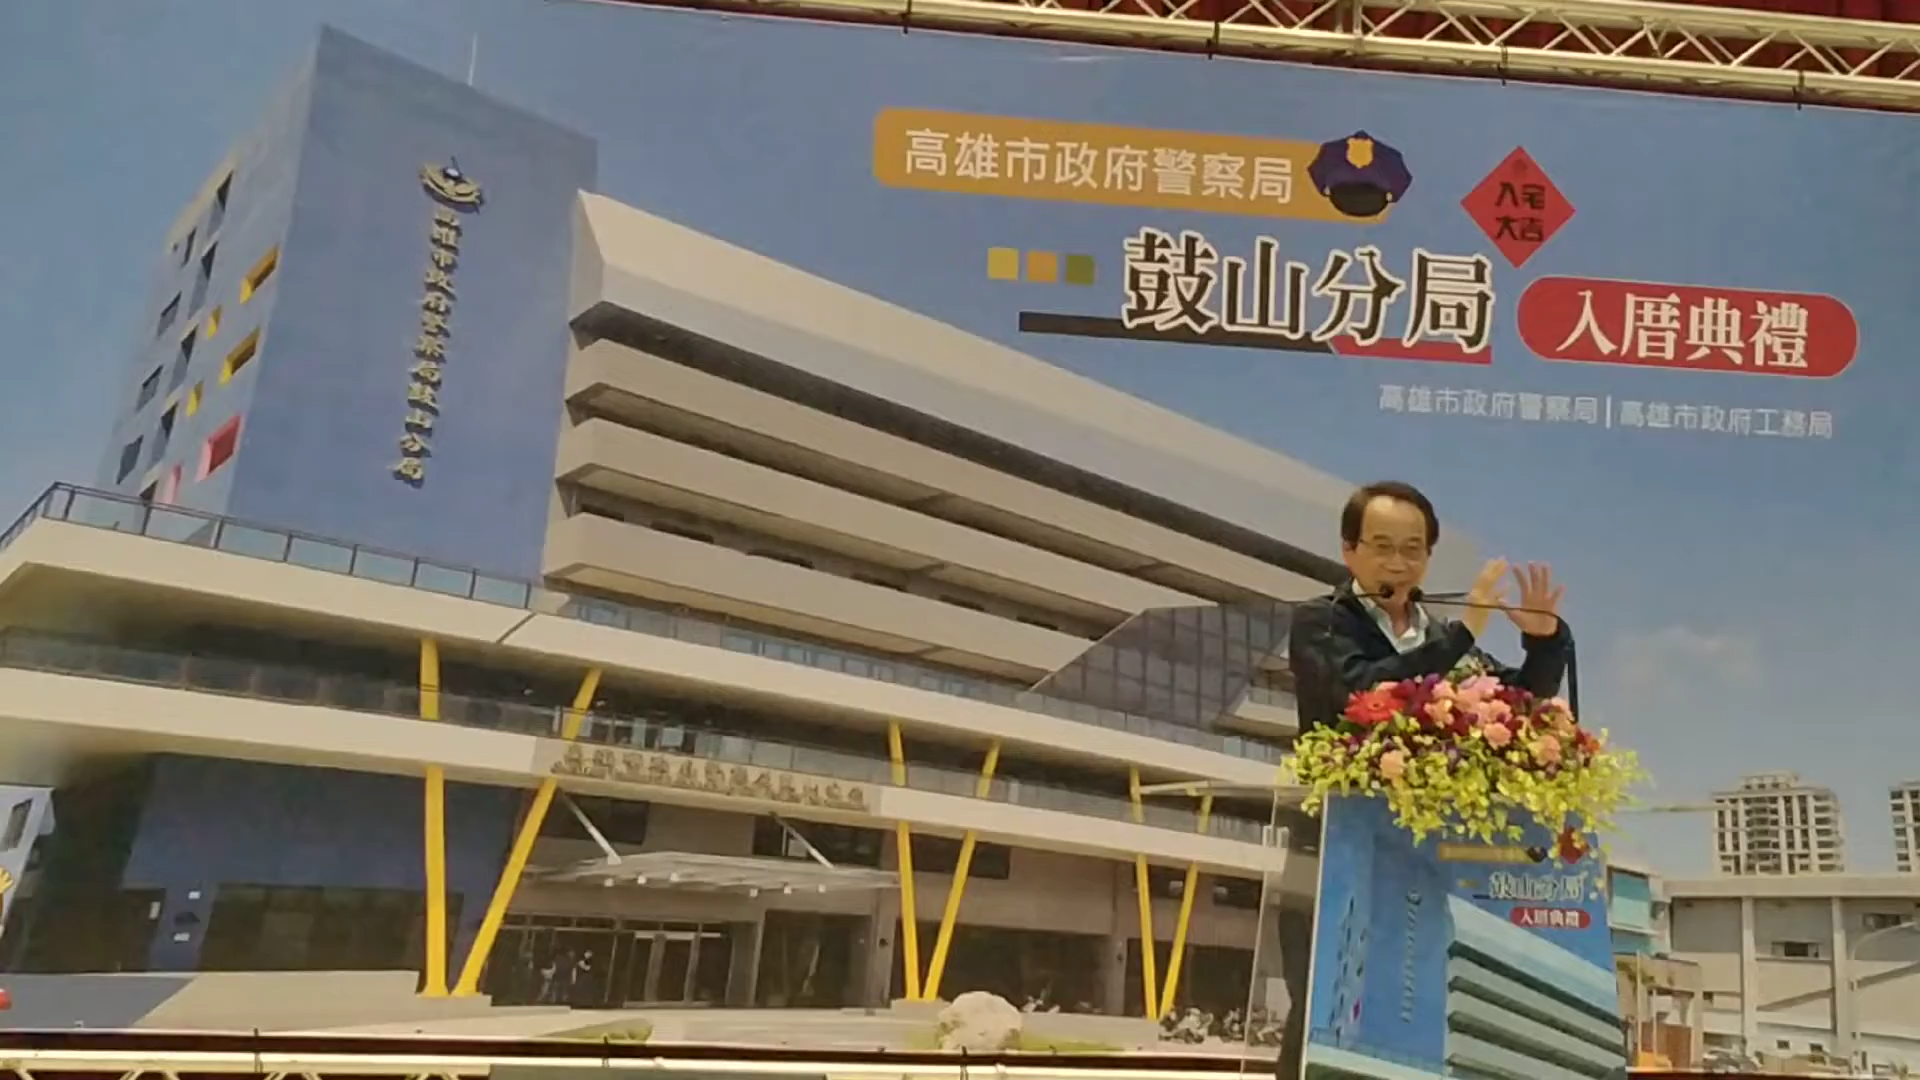 高雄市政府警察局
入宅
大吉
鼓山分局
入厝典禮
高雄市政府警察局|高雄市政府工務局
高雄市政府警察局鼓山分局
鼓山分局
入厝典禮